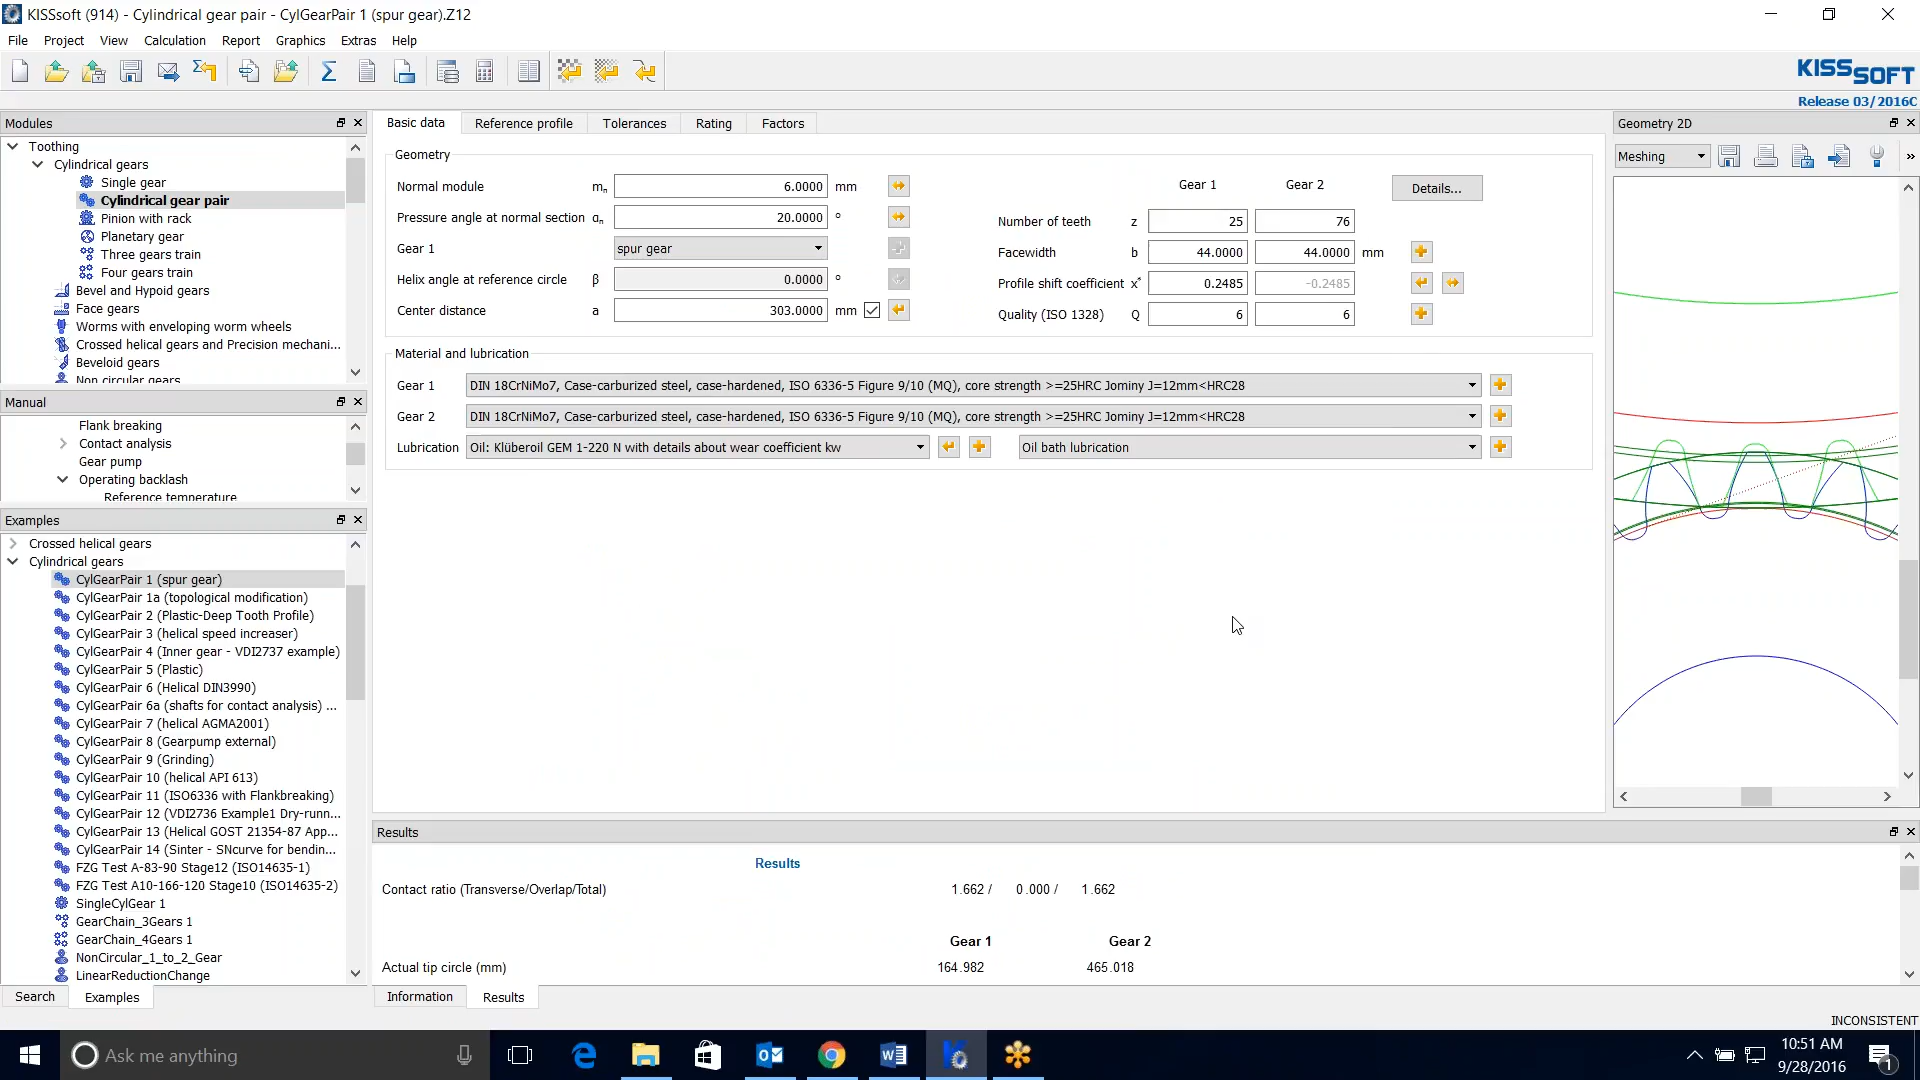 KISSsoft (914) - Cylindrical gear pair - CylGearPair 1 (spur gear).Z12
File Project View Calculation Report Graphics Extras Help
KISSSOFT
Release 03/2016C
Modules
Toothing
Cylindrical gears
Single gear
Cylindrical gear pair
Pinion with rack
Planetary gear
Three gears train
Four gears train
Bevel and Hypoid gears
Face gears
Worms with enveloping worm wheels
Crossed helical gears and Precision mechani...
Beveloid gears
Non circular gears
Manual
Flank breaking
Contact analysis
Gear pump
Operating backlash
Reference temperature
Examples
Crossed helical gears
Cylindrical gears
CylGearPair 1 (spur gear)
CylGearPair 1a (topological modification)
CylGearPair 2 (Plastic-Deep Tooth Profile)
CylGearPair 3 (helical speed increaser)
CylGearPair 4 (Inner gear - VDI2737 example)
CylGearPair 5 (Plastic)
CylGearPair 6 (Helical DIN3990)
CylGearPair 6a (shafts for contact analysis) ...
CylGearPair 7 (helical AGMA2001)
CylGearPair 8 (Gearpump external)
CylGearPair 9 (Grinding)
CylGearPair 10 (helical API 613)
CylGearPair 11 (ISO6336 with Flankbreaking)
CylGearPair 12 (VDI2736 Example1 Dry-runn...
CylGearPair 13 (Helical GOST 21354-87 App...
CylGearPair 14 (Sinter - SNcurve for bendin...
FZG Test A-83-90 Stage12 (ISO14635-1)
FZG Test A10-166-120 Stage10 (ISO14635-2)
SingleCylGear 1
GearChain_3Gears 1
GearChain_4Gears 1
NonCircular_1_to_2_Gear
LinearReductionChange
Search Examples
Basic data Reference profile Tolerances Rating Factors
Geometry
Normal module mn 6.0000 mm
Pressure angle at normal section αn 20.0000 °
Gear 1 spur gear
Helix angle at reference circle β 0.0000 °
Center distance a 303.0000 mm
Gear 1 Gear 2 Details...
Number of teeth z 25 76
Facewidth b 44.0000 44.0000 mm
Profile shift coefficient x* 0.2485 -0.2485
Quality (ISO 1328) Q 6 6
Material and lubrication
Gear 1 DIN 18CrNiMo7, Case-carburized steel, case-hardened, ISO 6336-5 Figure 9/10 (MQ), core strength >=25HRC Jominy J=12mm<HRC28
Gear 2 DIN 18CrNiMo7, Case-carburized steel, case-hardened, ISO 6336-5 Figure 9/10 (MQ), core strength >=25HRC Jominy J=12mm<HRC28
Lubrication Oil: Klüberoil GEM 1-220 N with details about wear coefficient kw Oil bath lubrication
Geometry 2D
Meshing »
Results
Results
Contact ratio (Transverse/Overlap/Total) 1.662 / 0.000 / 1.662
Gear 1 Gear 2
Actual tip circle (mm) 164.982 465.018
Information Results
INCONSISTENT
Ask me anything
10:51 AM
9/28/2016
1